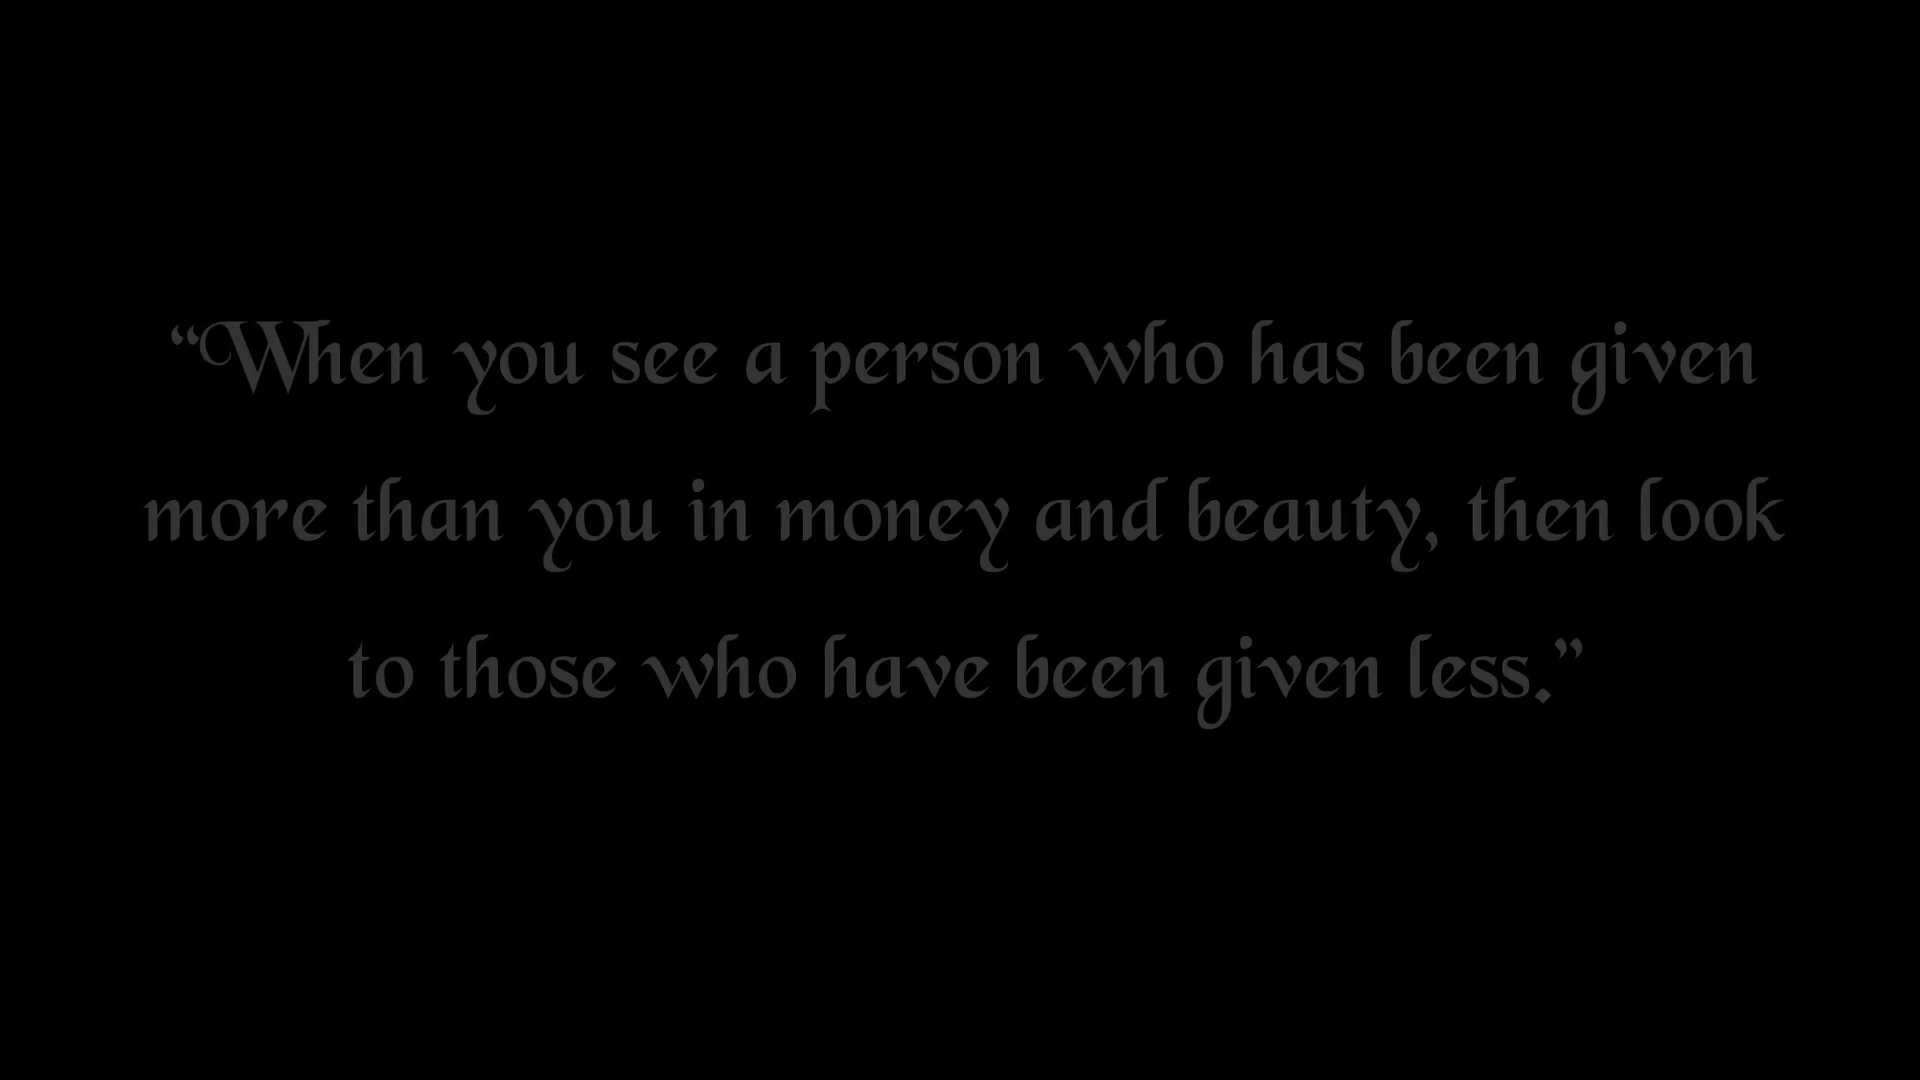 “When you see a person who has been given
more than you in money and beauty, then look
to those who have been given less.”